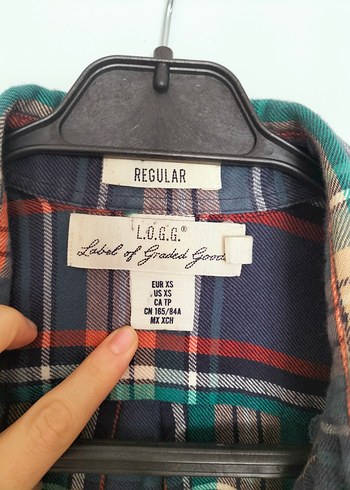 REGULAR
L.O.G.G.®
Label of Graded Goods
EUR XS
US XS
CA TP
CN 165/84A
MX XCH